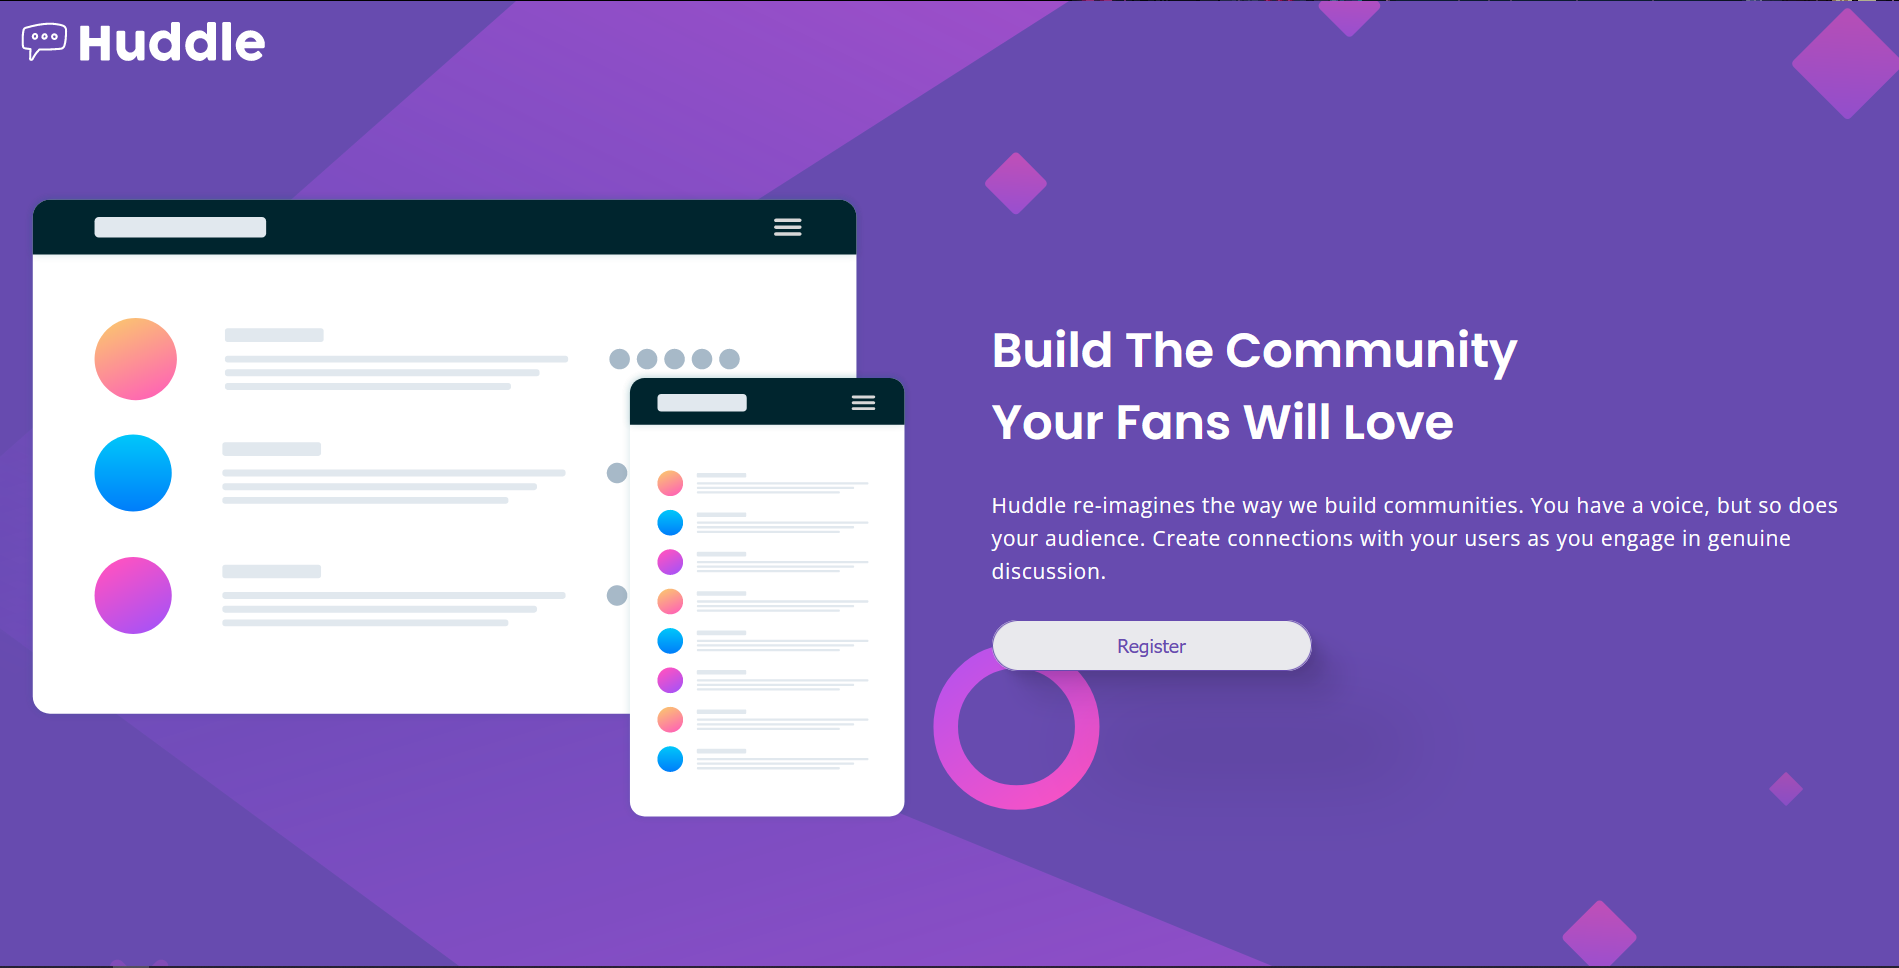 Huddle
Build The Community
Your Fans Will Love
Huddle re-imagines the way we build communities. You have a voice, but so does
your audience. Create connections with your users as you engage in genuine
discussion.
Register